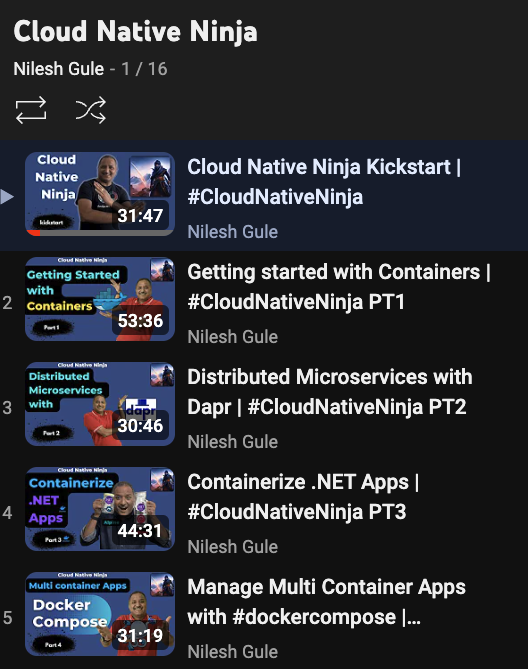 Cloud Native Ninja
Nilesh Gule - 1 / 16
Cloud
Native
Ninja
kickstart
31:47
Cloud Native Ninja Kickstart |
#CloudNativeNinja
Nilesh Gule
2
Cloud Native Ninja
Getting Started
with
Containers
Part 1
53:36
Getting started with Containers |
#CloudNativeNinja PT1
Nilesh Gule
3
Cloud Native Ninja
Distributed
Microservices
with
dapr
Part 2
30:46
Distributed Microservices with
Dapr | #CloudNativeNinja PT2
Nilesh Gule
4
Cloud Native Ninja
Containerize
.NET
Apps
Part 3
44:31
Containerize .NET Apps |
#CloudNativeNinja PT3
Nilesh Gule
5
Cloud Native Ninja
Multi container Apps
Docker
Compose
Part 4
31:19
Manage Multi Container Apps
with #dockercompose |...
Nilesh Gule